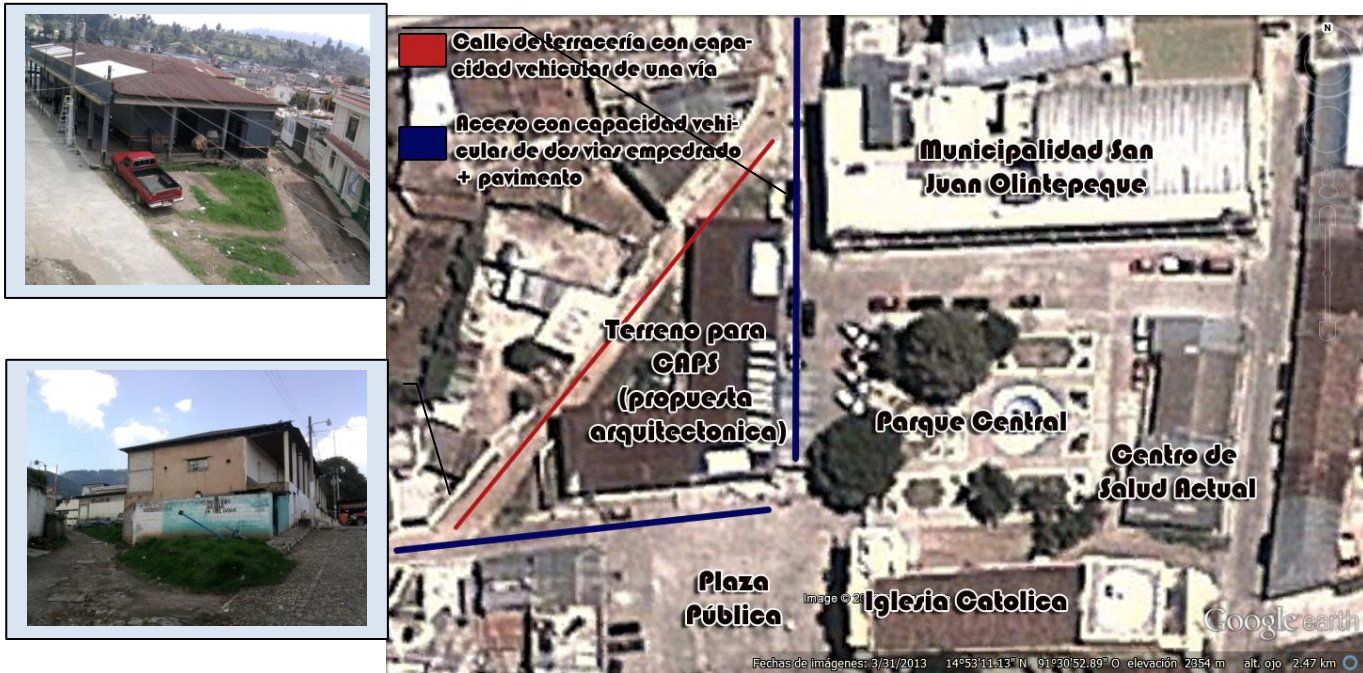 Calle de terracería con capa-
cidad vehicular de una vía
Acceso con capacidad vehi-
cular de dos vias empedrado
+ pavimento
N
Municipalidad San
Juan Olintepeque
Terreno para
CAPS
(propuesta
arquitectonica)
Parque Central
Centro de
Salud Actual
Plaza
Pública
Iglesia Catolica
Image © 20
Google earth
Fechas de imágenes: 3/31/2013 14°53'11.13" N 91°30'52.89" O elevación 2354 m alt. ojo 2.47 km